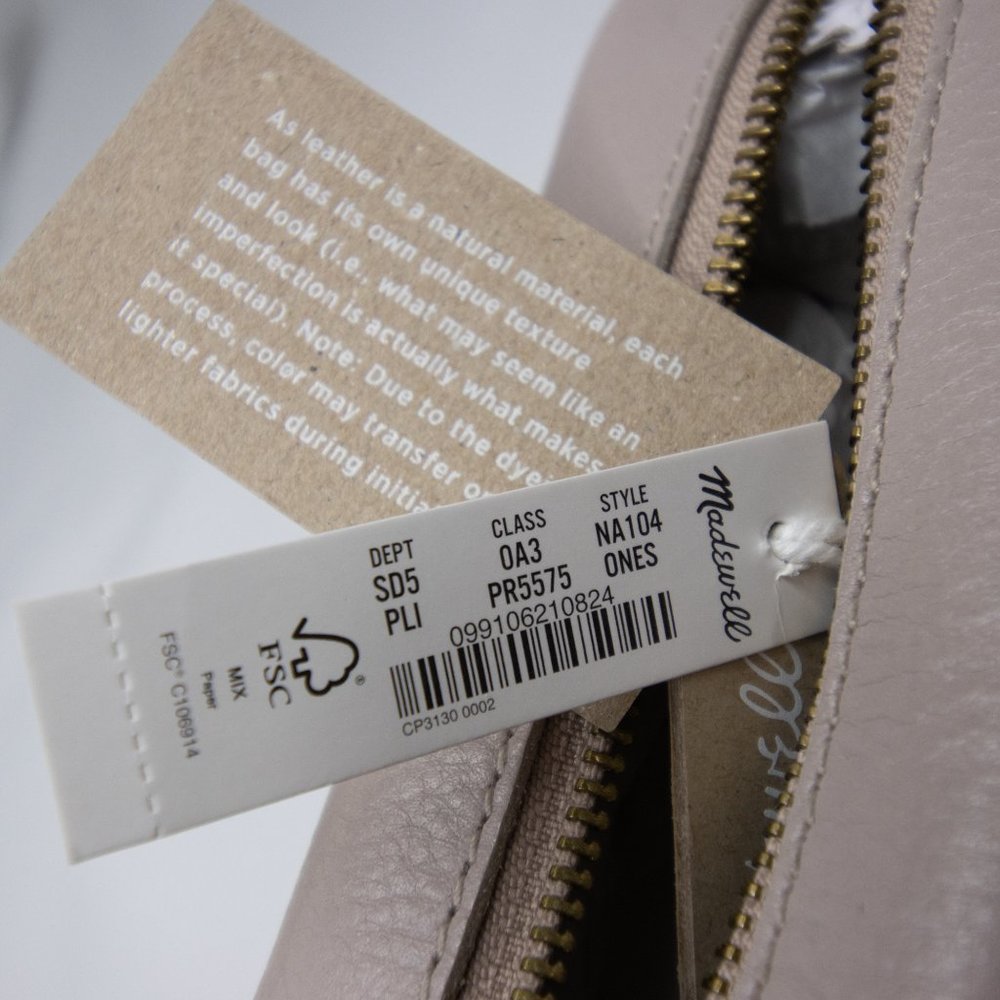 As leather is a natural material, each
bag has its own unique texture
and look (i.e., what may seem like an
imperfection is actually what makes
it special). Note: Due to the dye
process, color may transfer
lighter fabrics during
Madewell
DEPT CLASS STYLE
SD5 0A3 NA104
PLI PR5575 ONES
099106210824
CP3130 0002
FSC®
MIX
Paper
FSC® C106914